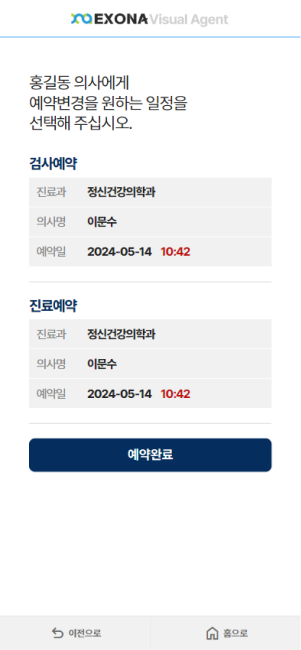 EXONA Visual Agent
홍길동 의사에게
예약변경을 원하는 일정을
선택해 주십시오.
검사예약
진료과 정신건강의학과
의사명 이문수
예약일 2024-05-14 10:42
진료예약
진료과 정신건강의학과
의사명 이문수
예약일 2024-05-14 10:42
예약완료
이전으로 홈으로